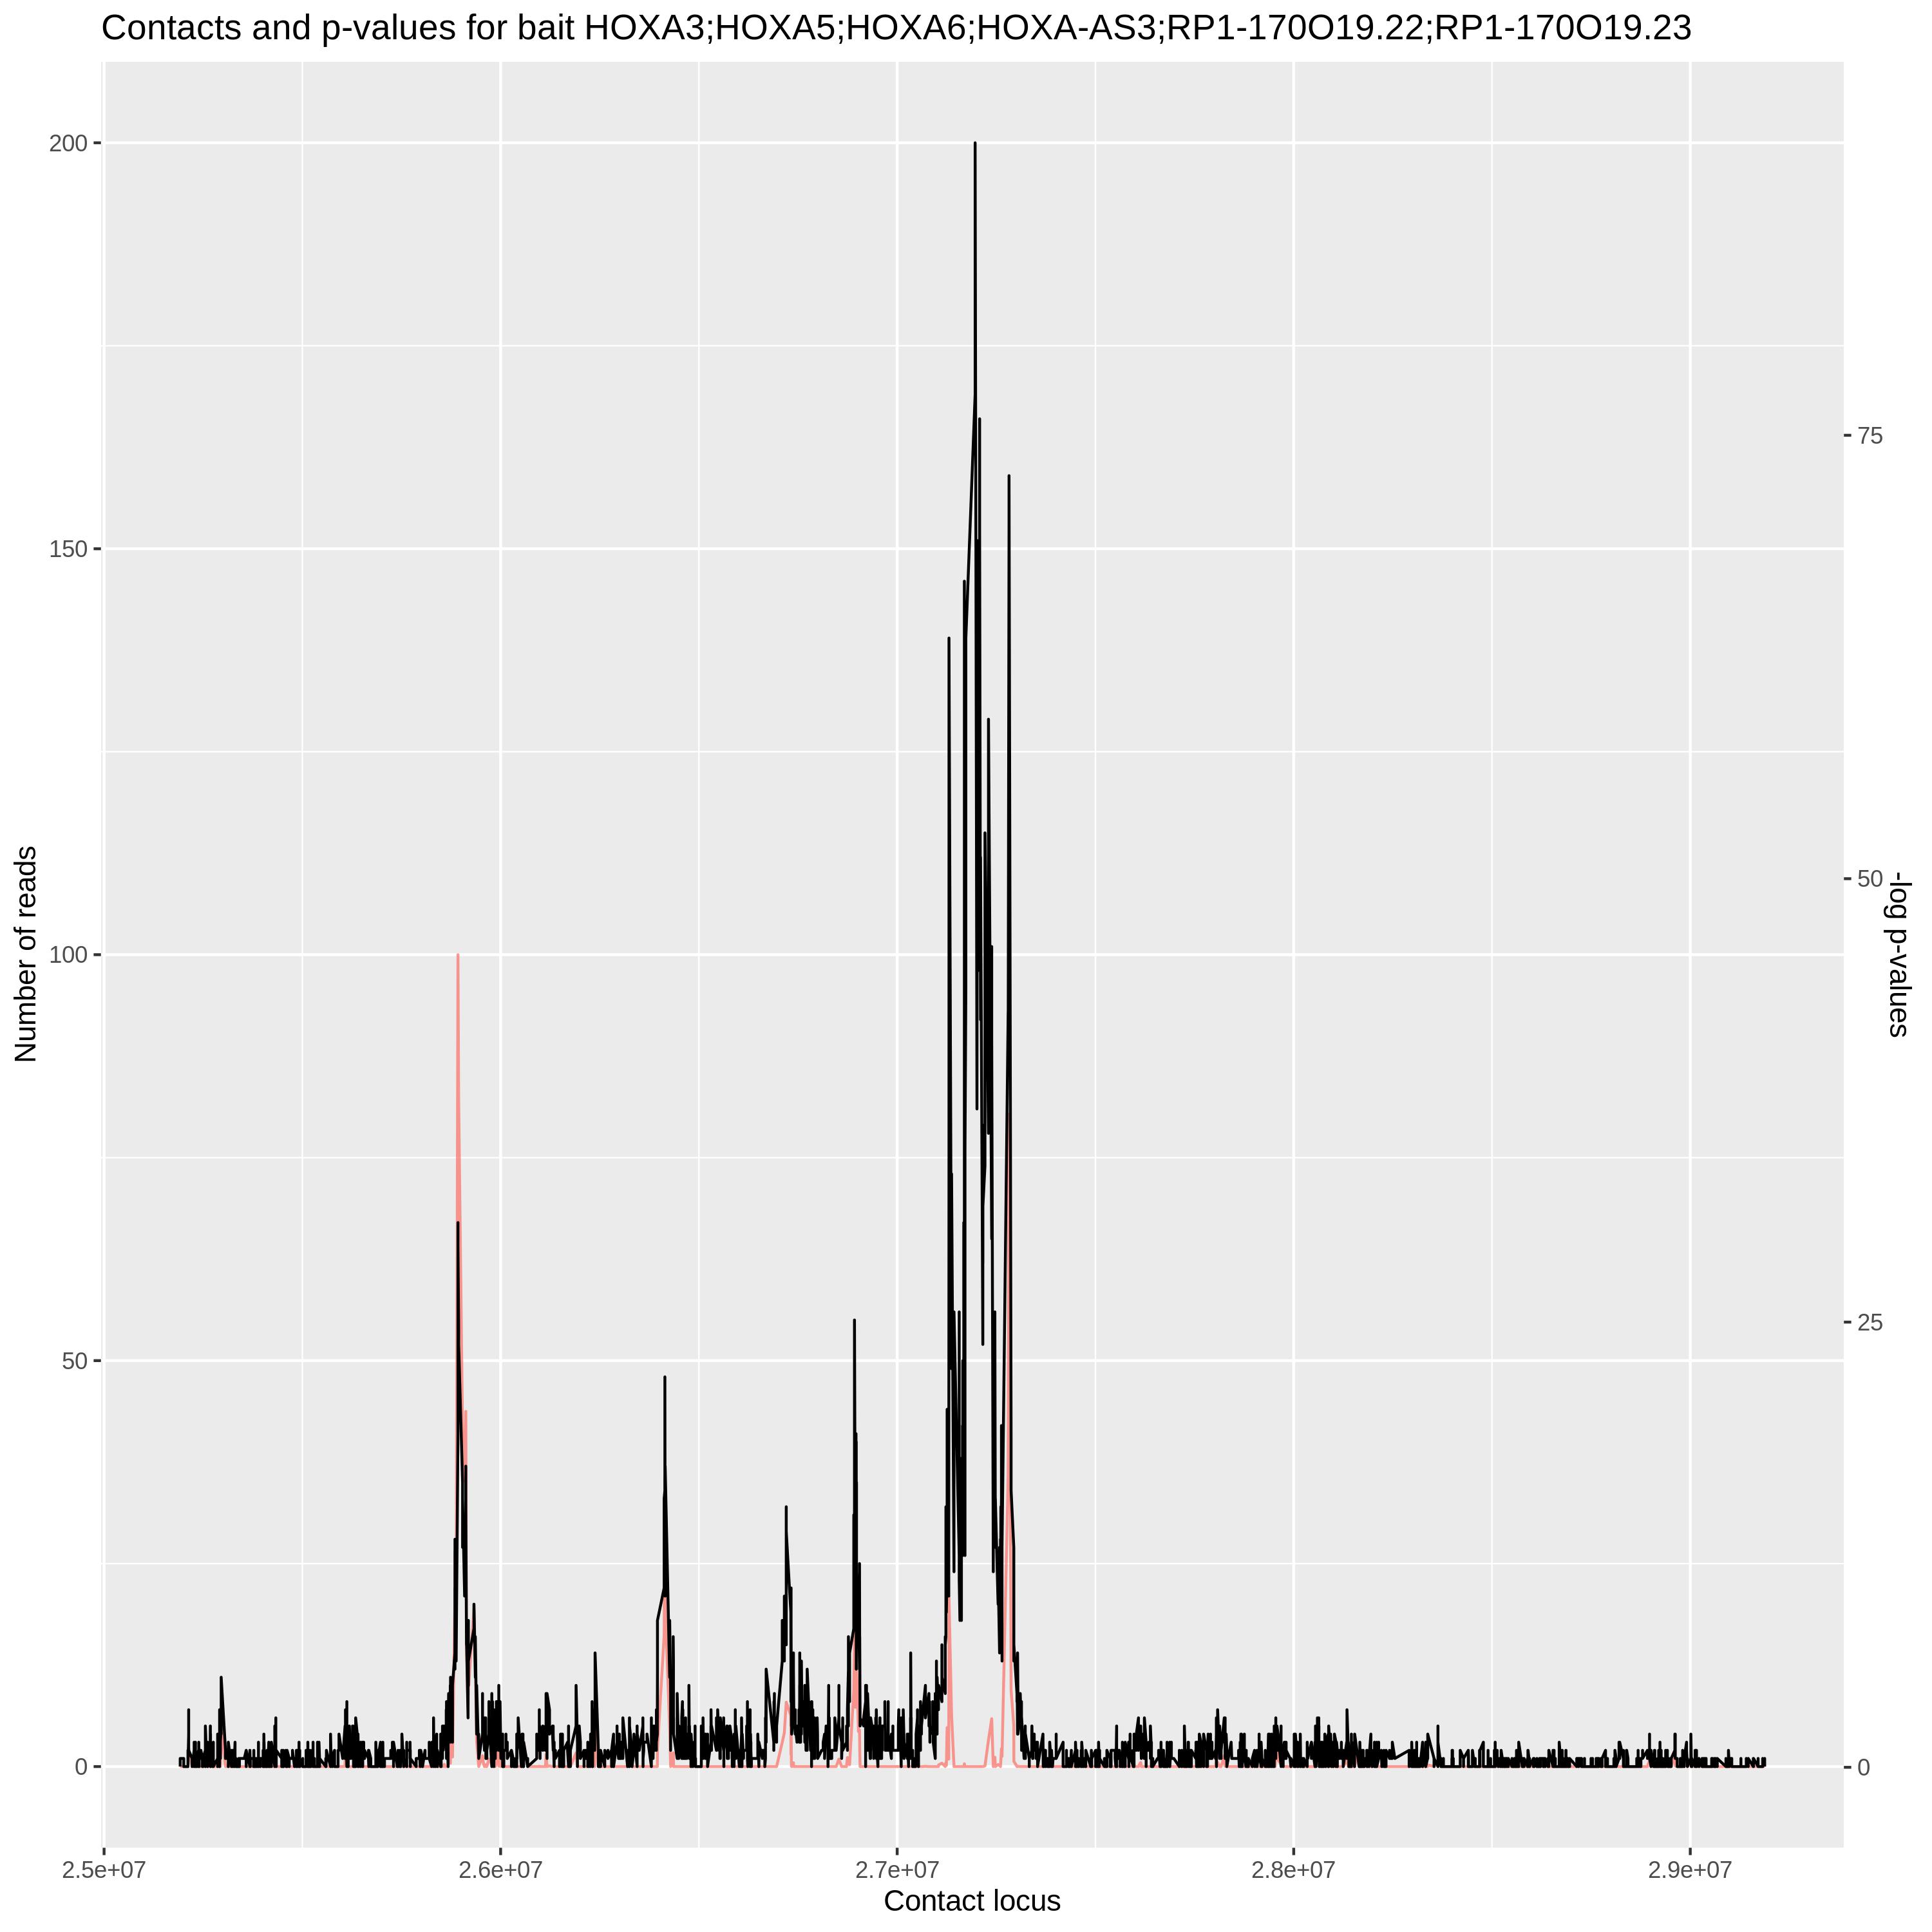 Contacts and p-values for bait HOXA3;HOXA5;HOXA6;HOXA-AS3;RP1-170O19.22;RP1-170O19.23
200
150
100
50
0
Number of reads
75
50
25
0
-log p-values
2.5e+07
2.6e+07
2.7e+07
2.8e+07
2.9e+07
Contact locus